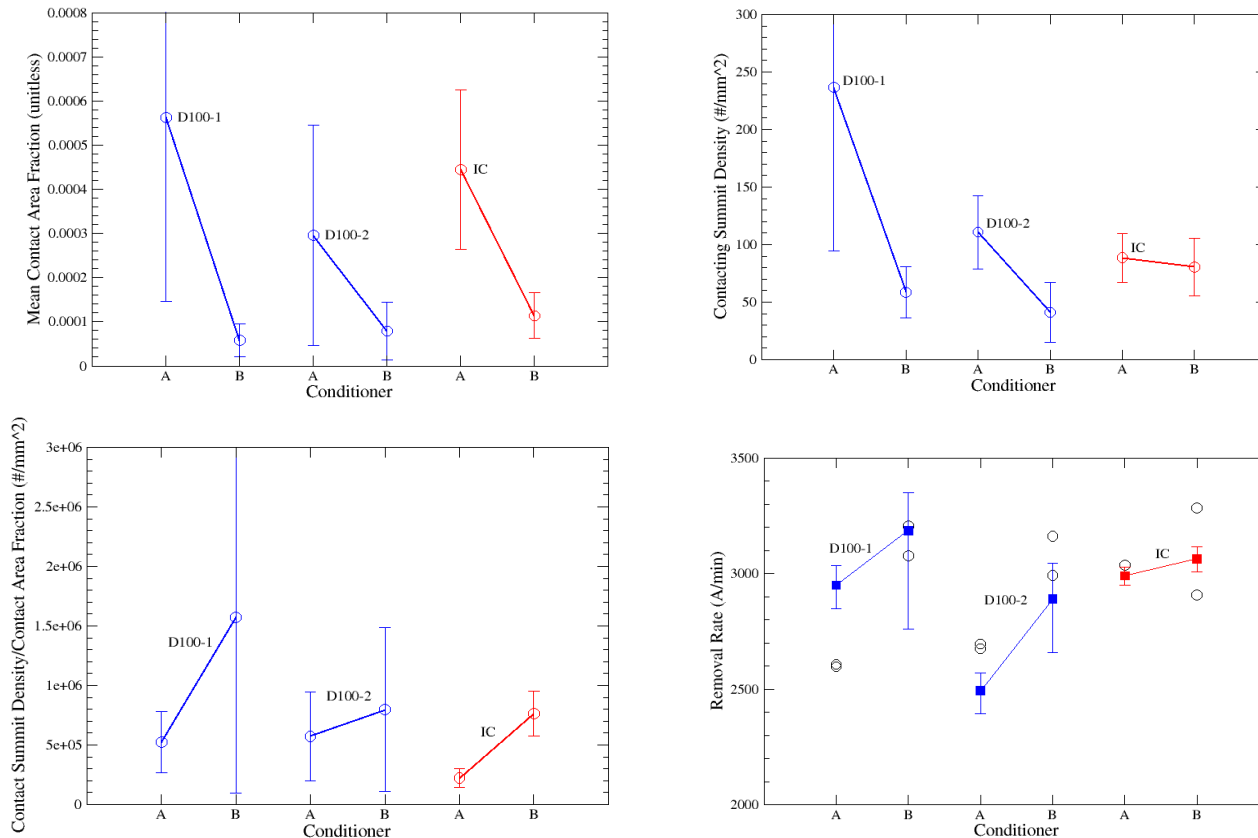 0.0008
0.0007
0.0006
0.0005
0.0004
0.0003
0.0002
0.0001
0
Mean Contact Area Fraction (unitless)
D100-1
D100-2
IC
A B A B A B
Conditioner
300
250
200
150
100
50
0
Contacting Summit Density (#/mm^2)
D100-1
D100-2
IC
A B A B A B
Conditioner
3e+06
2.5e+06
2e+06
1.5e+06
1e+06
5e+05
0
Contact Summit Density/Contact Area Fraction (#/mm^2)
D100-1
D100-2
IC
A B A B A B
Conditioner
3500
3000
2500
2000
Removal Rate (A/min)
D100-1
D100-2
IC
A B A B A B
Conditioner